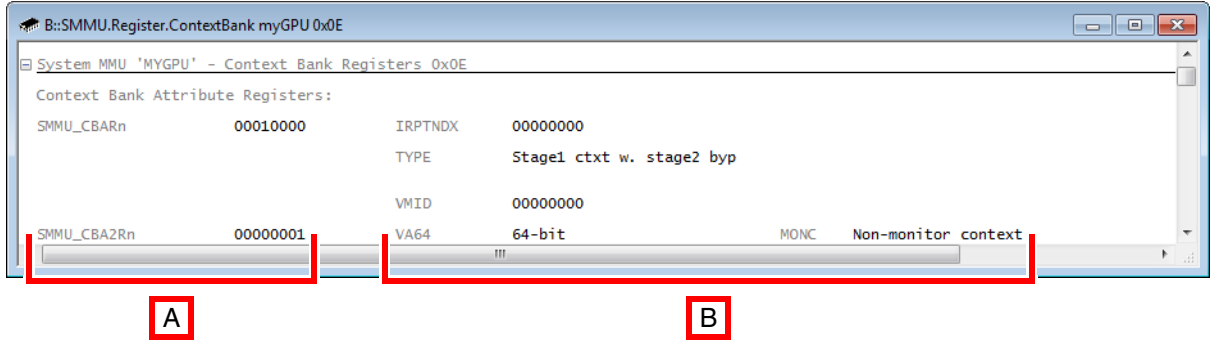 B::SMMU.Register.ContextBank myGPU 0x0E
System MMU 'MYGPU' - Context Bank Registers 0x0E
Context Bank Attribute Registers:
SMMU_CBARn 00010000 IRPTNDX 00000000
TYPE Stage1 ctxt w. stage2 byp
VMID 00000000
SMMU_CBA2Rn 00000001 VA64 64-bit MONC Non-monitor context
A B